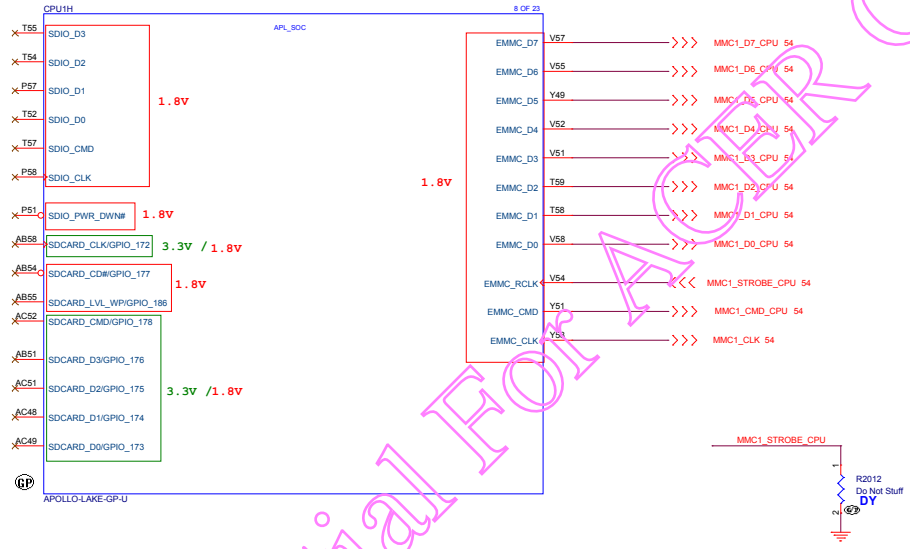 CPU1H
8 OF 23
APL_SOC
T55 SDIO_D3
T54 SDIO_D2
P57 SDIO_D1
T52 SDIO_D0
T57 SDIO_CMD
P58 SDIO_CLK
1.8V
P51 SDIO_PWR_DWN# 1.8V
AB58 SDCARD_CLK/GPIO_172 3.3V / 1.8V
AB54 SDCARD_CD#/GPIO_177
1.8V
AB55 SDCARD_LVL_WP/GPIO_186
AC52 SDCARD_CMD/GPIO_178
AB51 SDCARD_D3/GPIO_176
AC51 SDCARD_D2/GPIO_175
3.3V /1.8V
AC48 SDCARD_D1/GPIO_174
AC49 SDCARD_D0/GPIO_173
GP
APOLLO-LAKE-GP-U
1.8V
EMMC_D7 V57 MMC1_D7_CPU 54
EMMC_D6 V55 MMC1_D6_CPU 54
EMMC_D5 Y49 MMC1_D5_CPU 54
EMMC_D4 V52 MMC1_D4_CPU 54
EMMC_D3 V51 MMC1_D3_CPU 54
EMMC_D2 T59 MMC1_D2_CPU 54
EMMC_D1 T58 MMC1_D1_CPU 54
EMMC_D0 V58 MMC1_D0_CPU 54
EMMC_RCLK V54 MMC1_STROBE_CPU 54
EMMC_CMD Y51 MMC1_CMD_CPU 54
EMMC_CLK Y53 MMC1_CLK 54
MMC1_STROBE_CPU
1
R2012
Do Not Stuff
DY
2
GP
ial For ACER